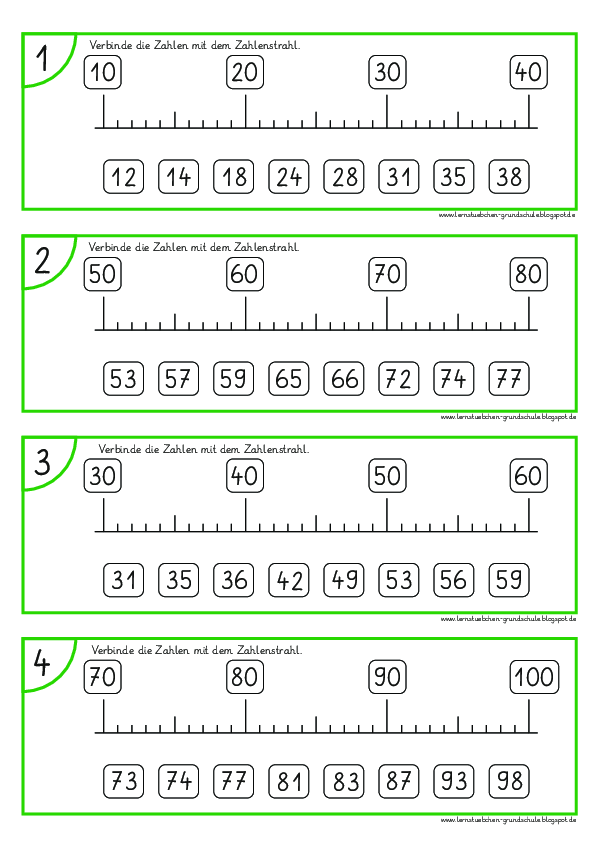 1 Verbinde die Zahlen mit dem Zahlenstrahl.
10 20 30 40
12 14 18 24 28 31 35 38
www.lernstuebchen-grundschule.blogspot.de
2 Verbinde die Zahlen mit dem Zahlenstrahl.
50 60 70 80
53 57 59 65 66 72 74 77
www.lernstuebchen-grundschule.blogspot.de
3 Verbinde die Zahlen mit dem Zahlenstrahl.
30 40 50 60
31 35 36 42 49 53 56 59
www.lernstuebchen-grundschule.blogspot.de
4 Verbinde die Zahlen mit dem Zahlenstrahl.
70 80 90 100
73 74 77 81 83 87 93 98
www.lernstuebchen-grundschule.blogspot.de